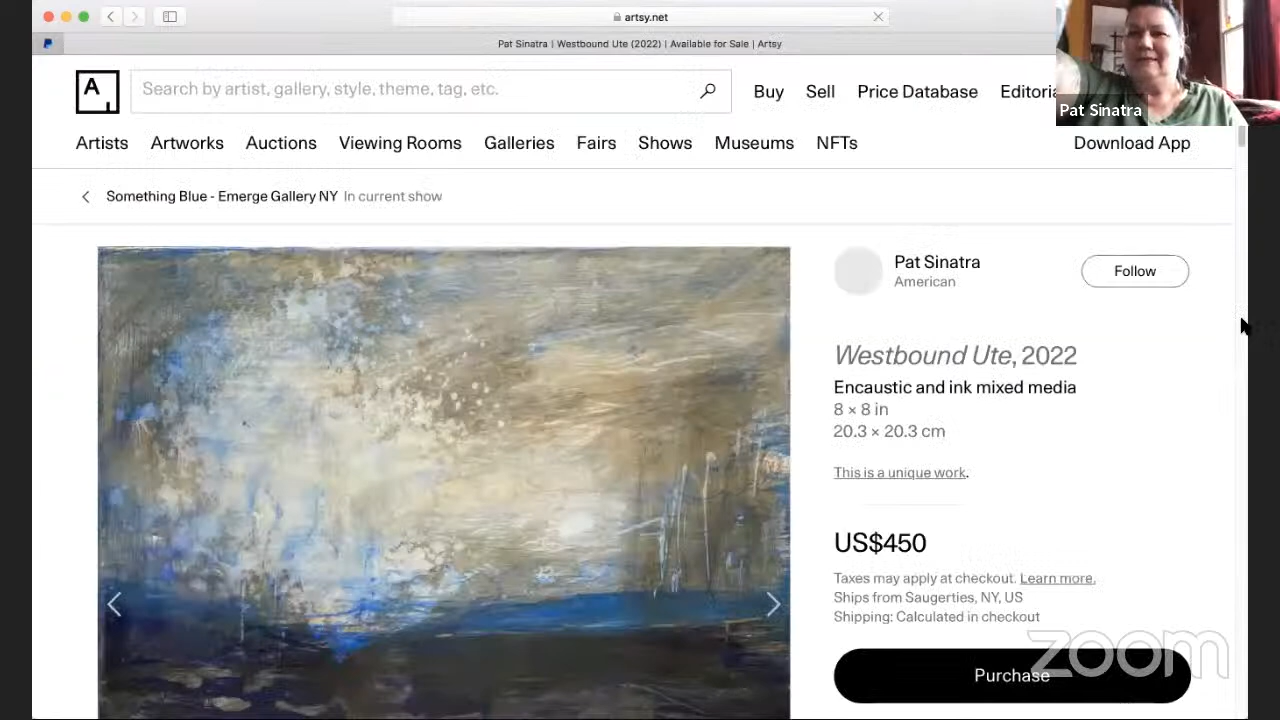 artsy.net
Pat Sinatra | Westbound Ute (2022) | Available for Sale | Artsy
A
Search by artist, gallery, style, theme, tag, etc.
Buy Sell Price Database
Pat Sinatra
Artists Artworks Auctions Viewing Rooms Galleries Fairs Shows Museums NFTs Download App
Something Blue - Emerge Gallery NY In current show
Pat Sinatra
American
Follow
Westbound Ute, 2022
Encaustic and ink mixed media
8 × 8 in
20.3 × 20.3 cm
This is a unique work.
US$450
Taxes may apply at checkout. Learn more.
Ships from Saugerties, NY, US
Shipping: Calculated in checkout
zoom
Purchase